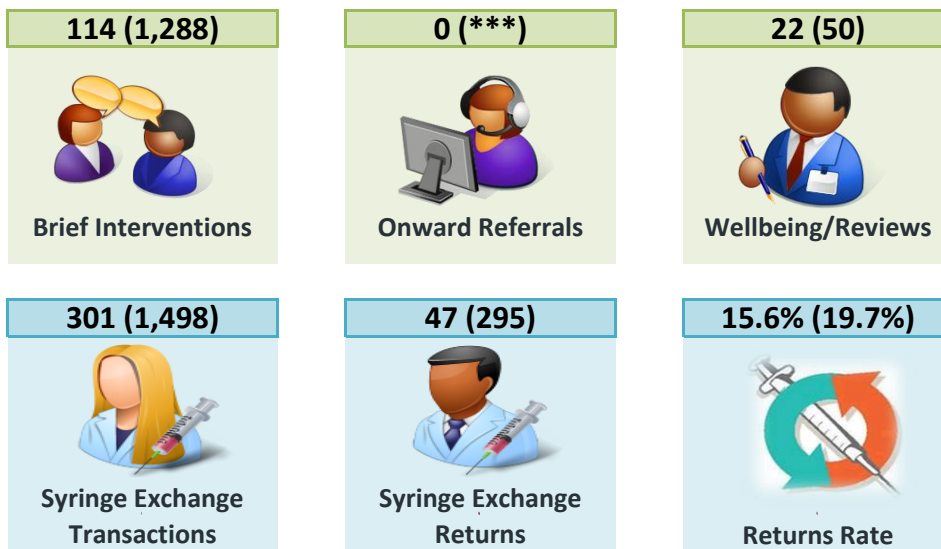 114 (1,288)
0 (***)
22 (50)
Brief Interventions
Onward Referrals
Wellbeing/Reviews
301 (1,498)
47 (295)
15.6% (19.7%)
Syringe Exchange
Transactions
Syringe Exchange
Returns
Returns Rate